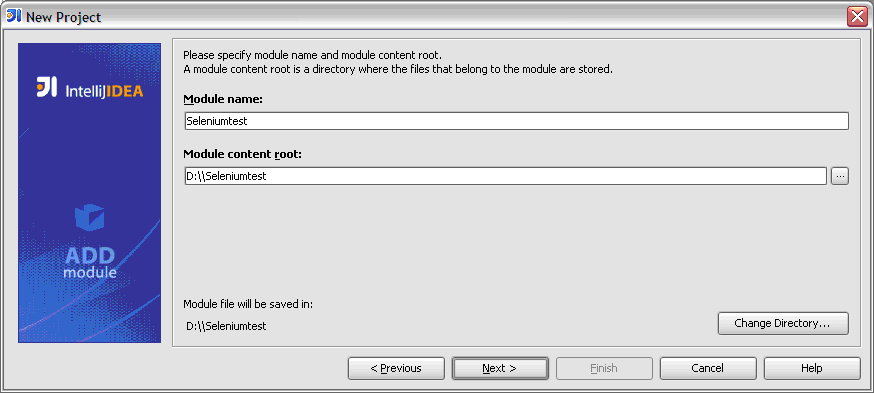 New Project
IntelliJIDEA
ADD
module
Please specify module name and module content root.
A module content root is a directory where the files that belong to the module are stored.
Module name:
Seleniumtest
Module content root:
D:\\Seleniumtest
...
Module file will be saved in:
D:\\Seleniumtest
Change Directory...
< Previous
Next >
Finish
Cancel
Help